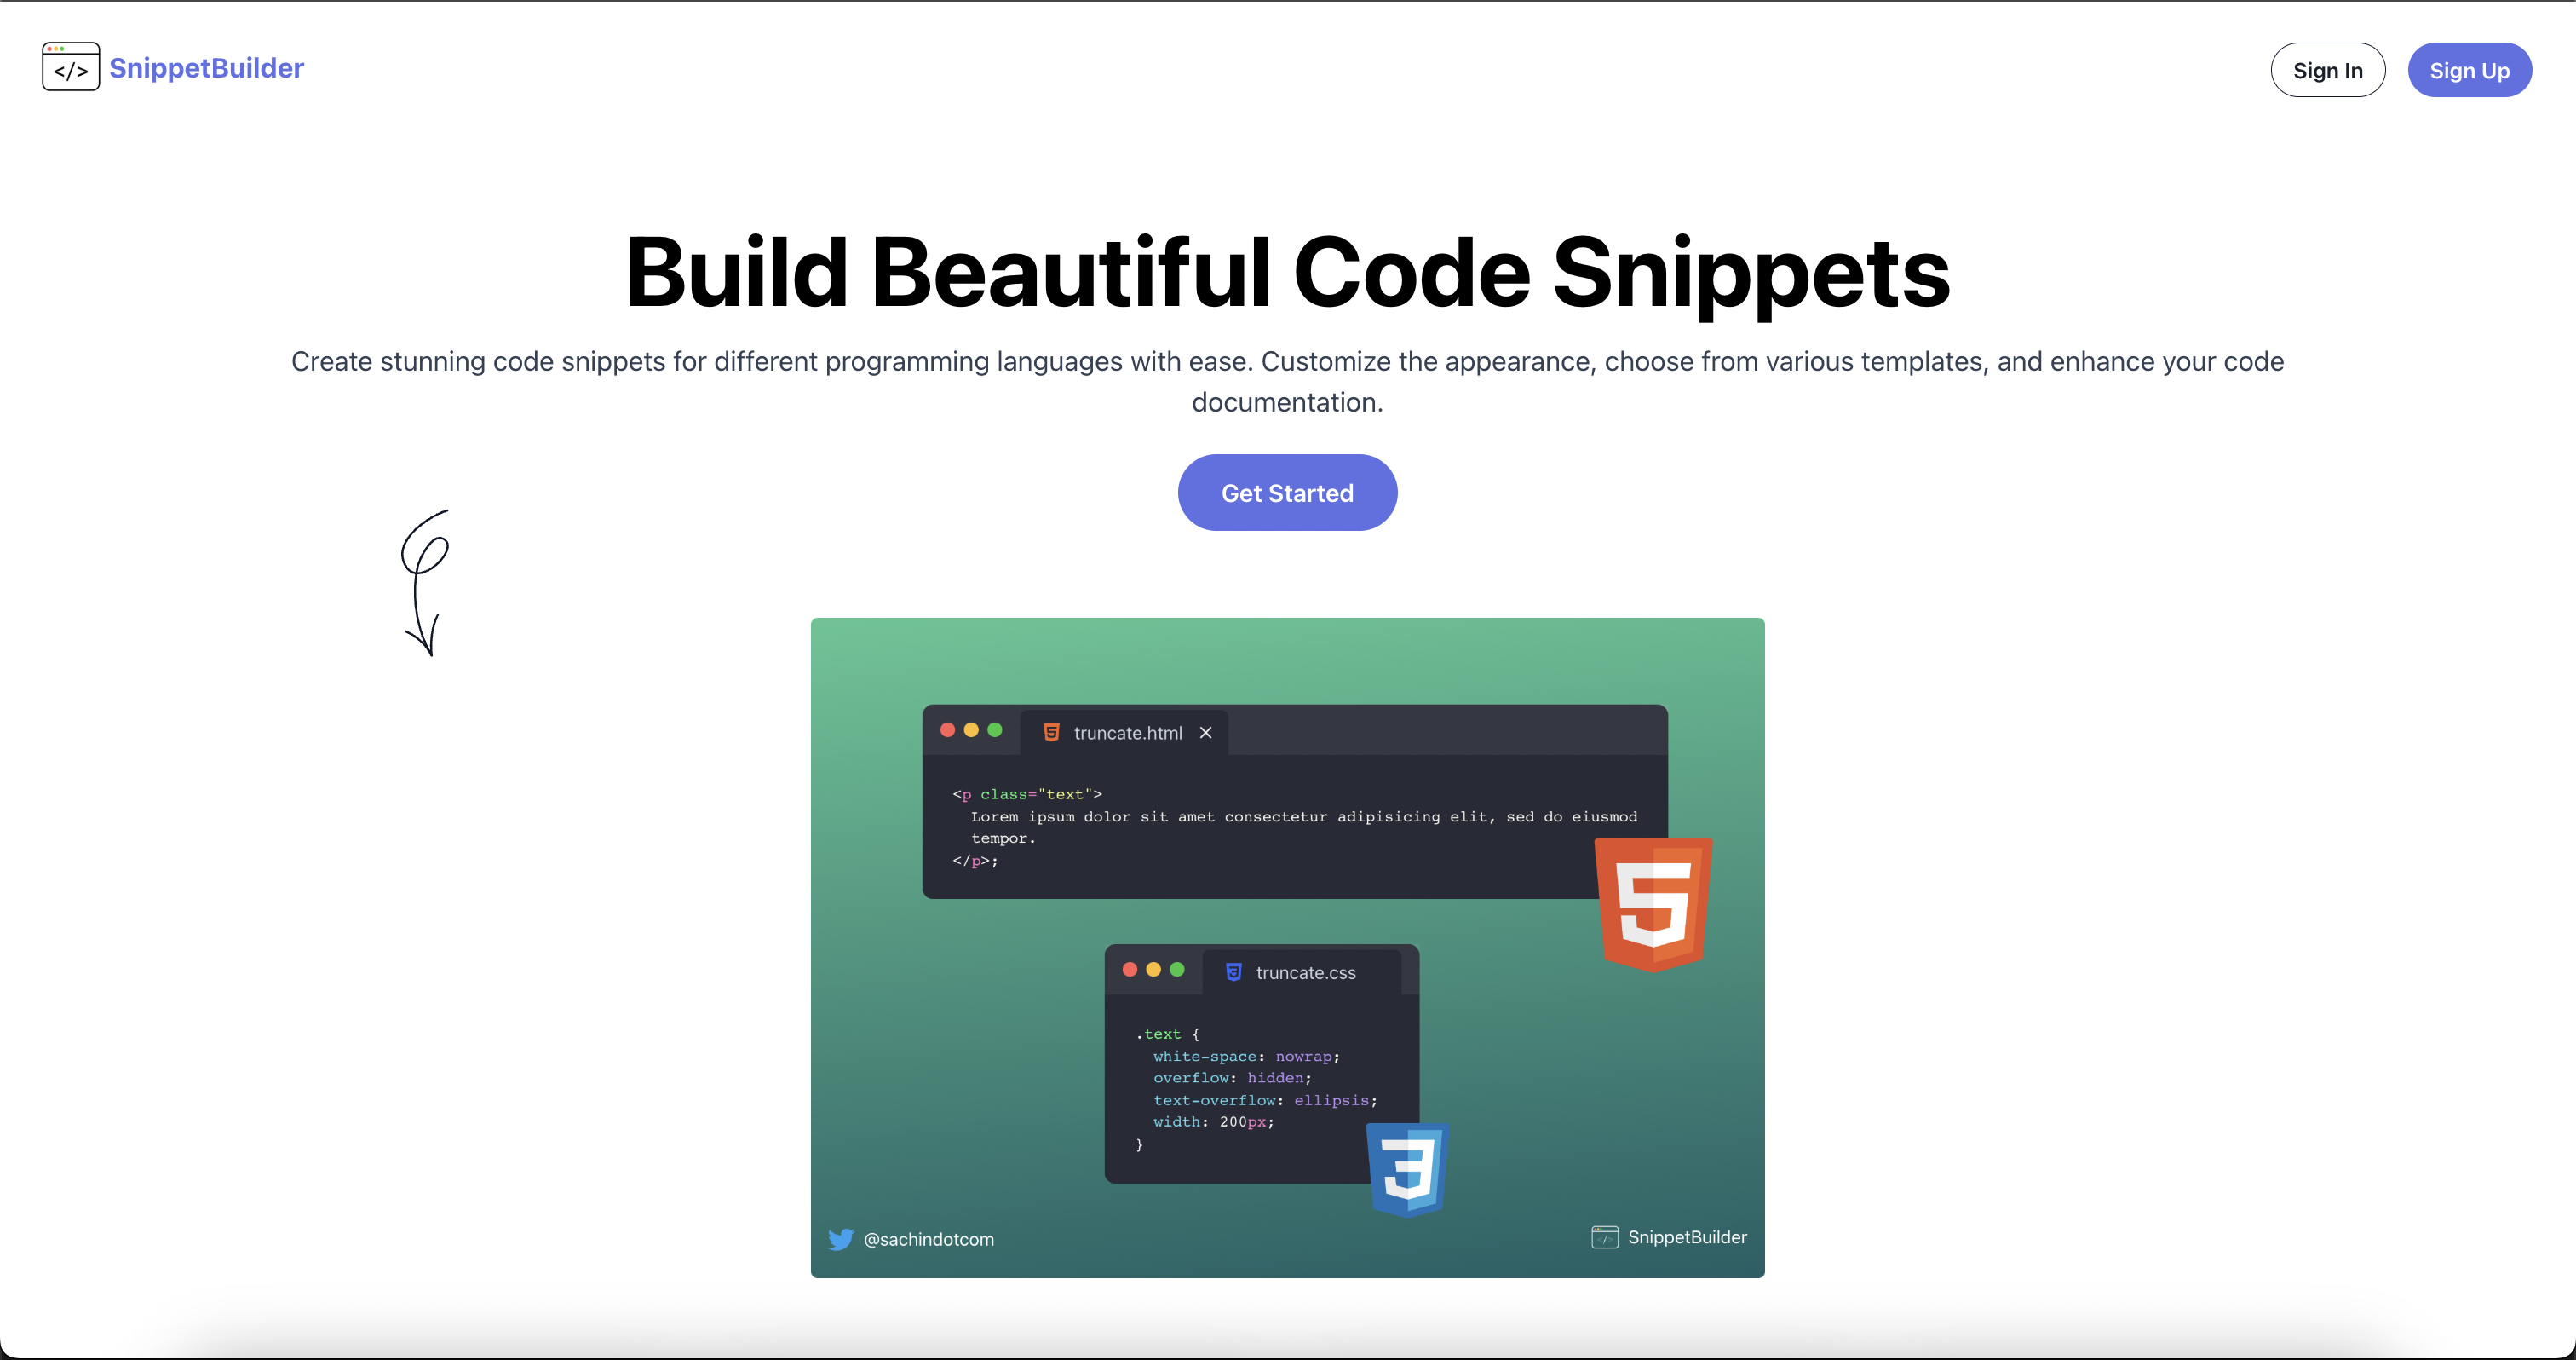 </> SnippetBuilder
Sign In
Sign Up
Build Beautiful Code Snippets
Create stunning code snippets for different programming languages with ease. Customize the appearance, choose from various templates, and enhance your code
documentation.
Get Started
truncate.html
<p class="text">
Lorem ipsum dolor sit amet consectetur adipisicing elit, sed do eiusmod
tempor.
</p>;
5
truncate.css
.text {
white-space: nowrap;
overflow: hidden;
text-overflow: ellipsis;
width: 200px;
}
3
@sachindotcom
</> SnippetBuilder